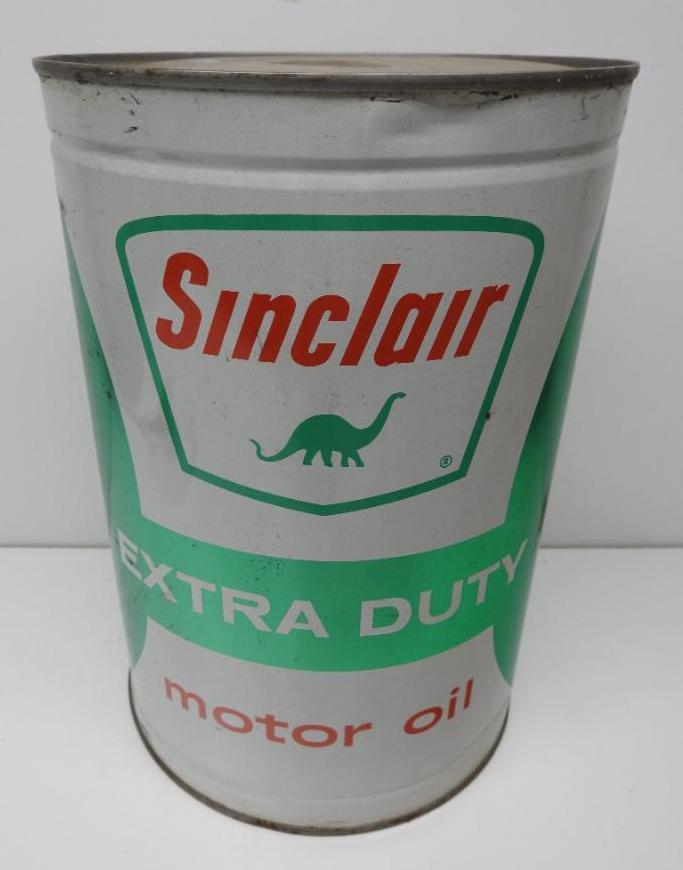 Sinclair
®
EXTRA DUTY
motor oil